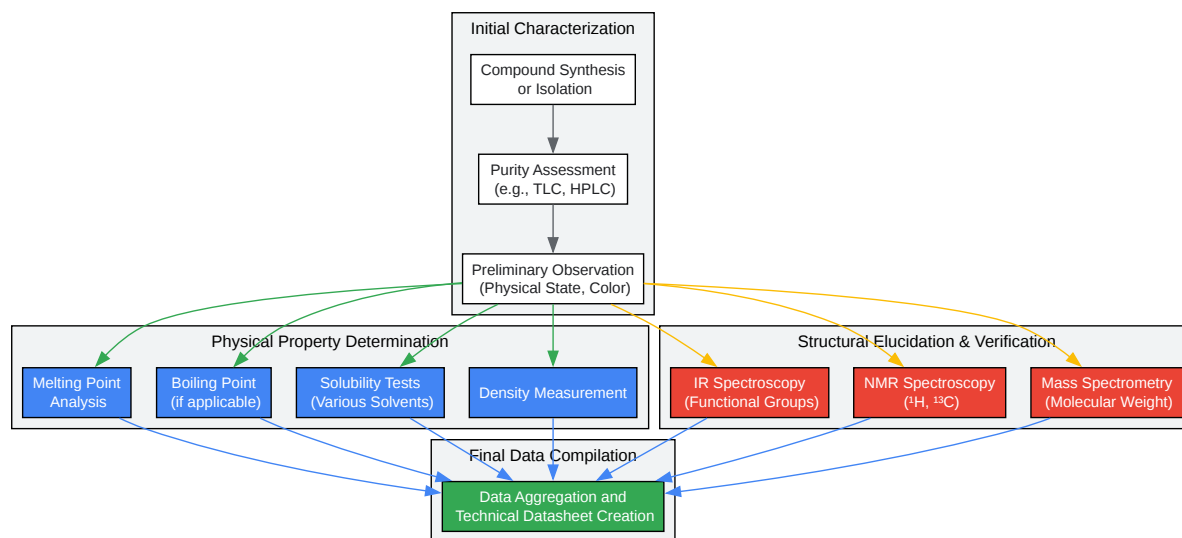 Initial Characterization
Compound Synthesis
or Isolation
Purity Assessment
(e.g., TLC, HPLC)
Preliminary Observation
(Physical State, Color)
Physical Property Determination
Melting Point
Analysis
Boiling Point
(if applicable)
Solubility Tests
(Various Solvents)
Density Measurement
Structural Elucidation & Verification
IR Spectroscopy
(Functional Groups)
NMR Spectroscopy
(¹H, ¹³C)
Mass Spectrometry
(Molecular Weight)
Final Data Compilation
Data Aggregation and
Technical Datasheet Creation